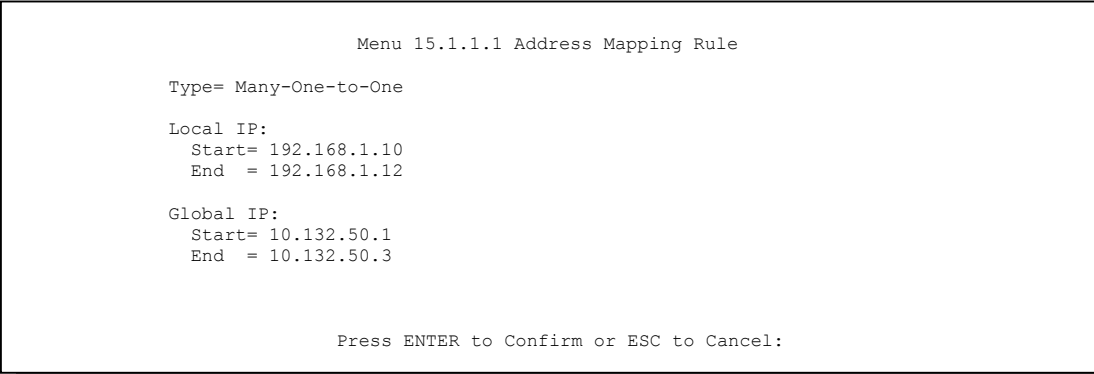 Menu 15.1.1.1 Address Mapping Rule
Type= Many-One-to-One
Local IP:
Start= 192.168.1.10
End = 192.168.1.12
Global IP:
Start= 10.132.50.1
End = 10.132.50.3
Press ENTER to Confirm or ESC to Cancel: